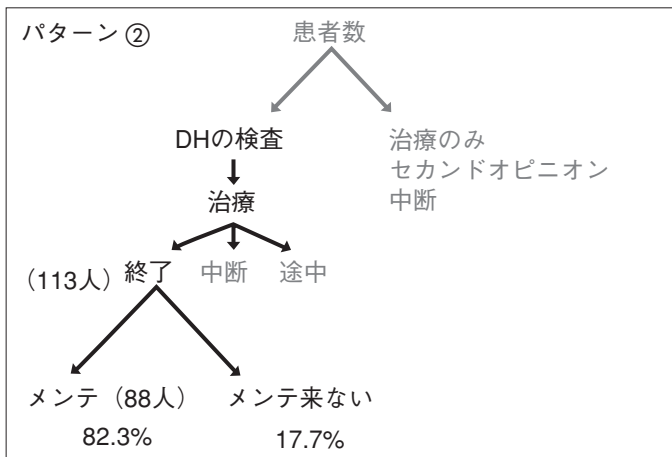 パターン②
患者数
DHの検査
治療のみ
セカンドオピニオン
中断
治療
（113人）終了 中断 途中
メンテ（88人） メンテ来ない
82.3% 17.7%